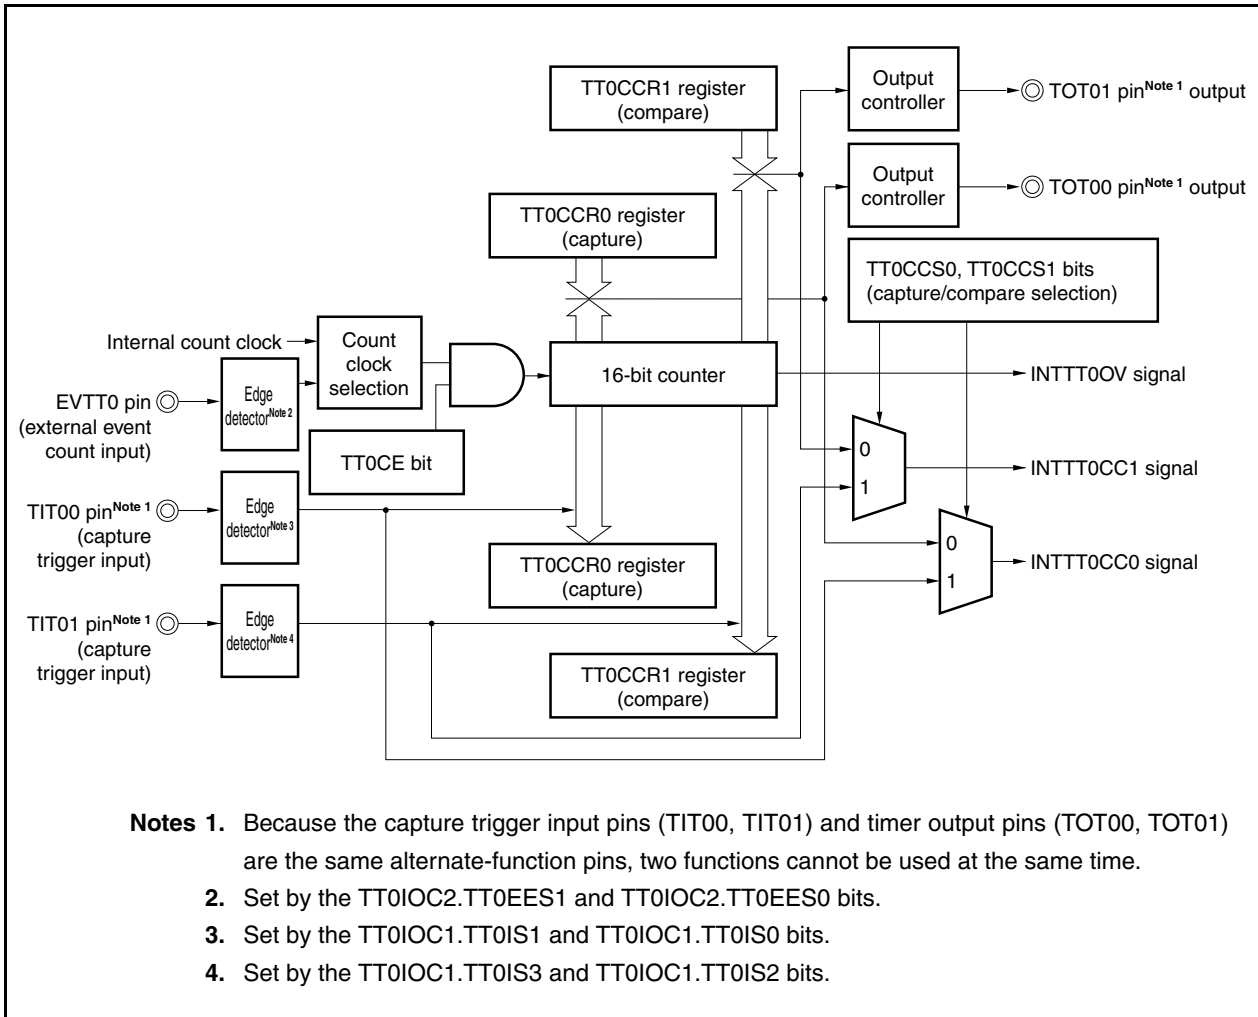 TT0CCR1 register
(compare)
Output
controller
TOT01 pinNote 1 output
Output
controller
TOT00 pinNote 1 output
TT0CCR0 register
(capture)
TT0CCS0, TT0CCS1 bits
(capture/compare selection)
Internal count clock
Count
clock
selection
16-bit counter
INTTT0OV signal
EVTT0 pin
(external event
count input)
Edge
detectorNote 2
TT0CE bit
0
1
INTTT0CC1 signal
TIT00 pinNote 1
(capture
trigger input)
Edge
detectorNote 3
TT0CCR0 register
(capture)
0
1
INTTT0CC0 signal
TIT01 pinNote 1
(capture
trigger input)
Edge
detectorNote 4
TT0CCR1 register
(compare)
Notes 1. Because the capture trigger input pins (TIT00, TIT01) and timer output pins (TOT00, TOT01)
are the same alternate-function pins, two functions cannot be used at the same time.
2. Set by the TT0IOC2.TT0EES1 and TT0IOC2.TT0EES0 bits.
3. Set by the TT0IOC1.TT0IS1 and TT0IOC1.TT0IS0 bits.
4. Set by the TT0IOC1.TT0IS3 and TT0IOC1.TT0IS2 bits.